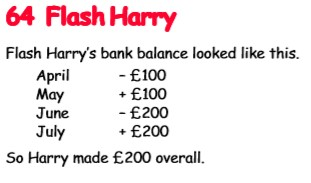 64 Flash Harry
Flash Harry's bank balance looked like this.
April – £100
May + £100
June – £200
July + £200
So Harry made £200 overall.